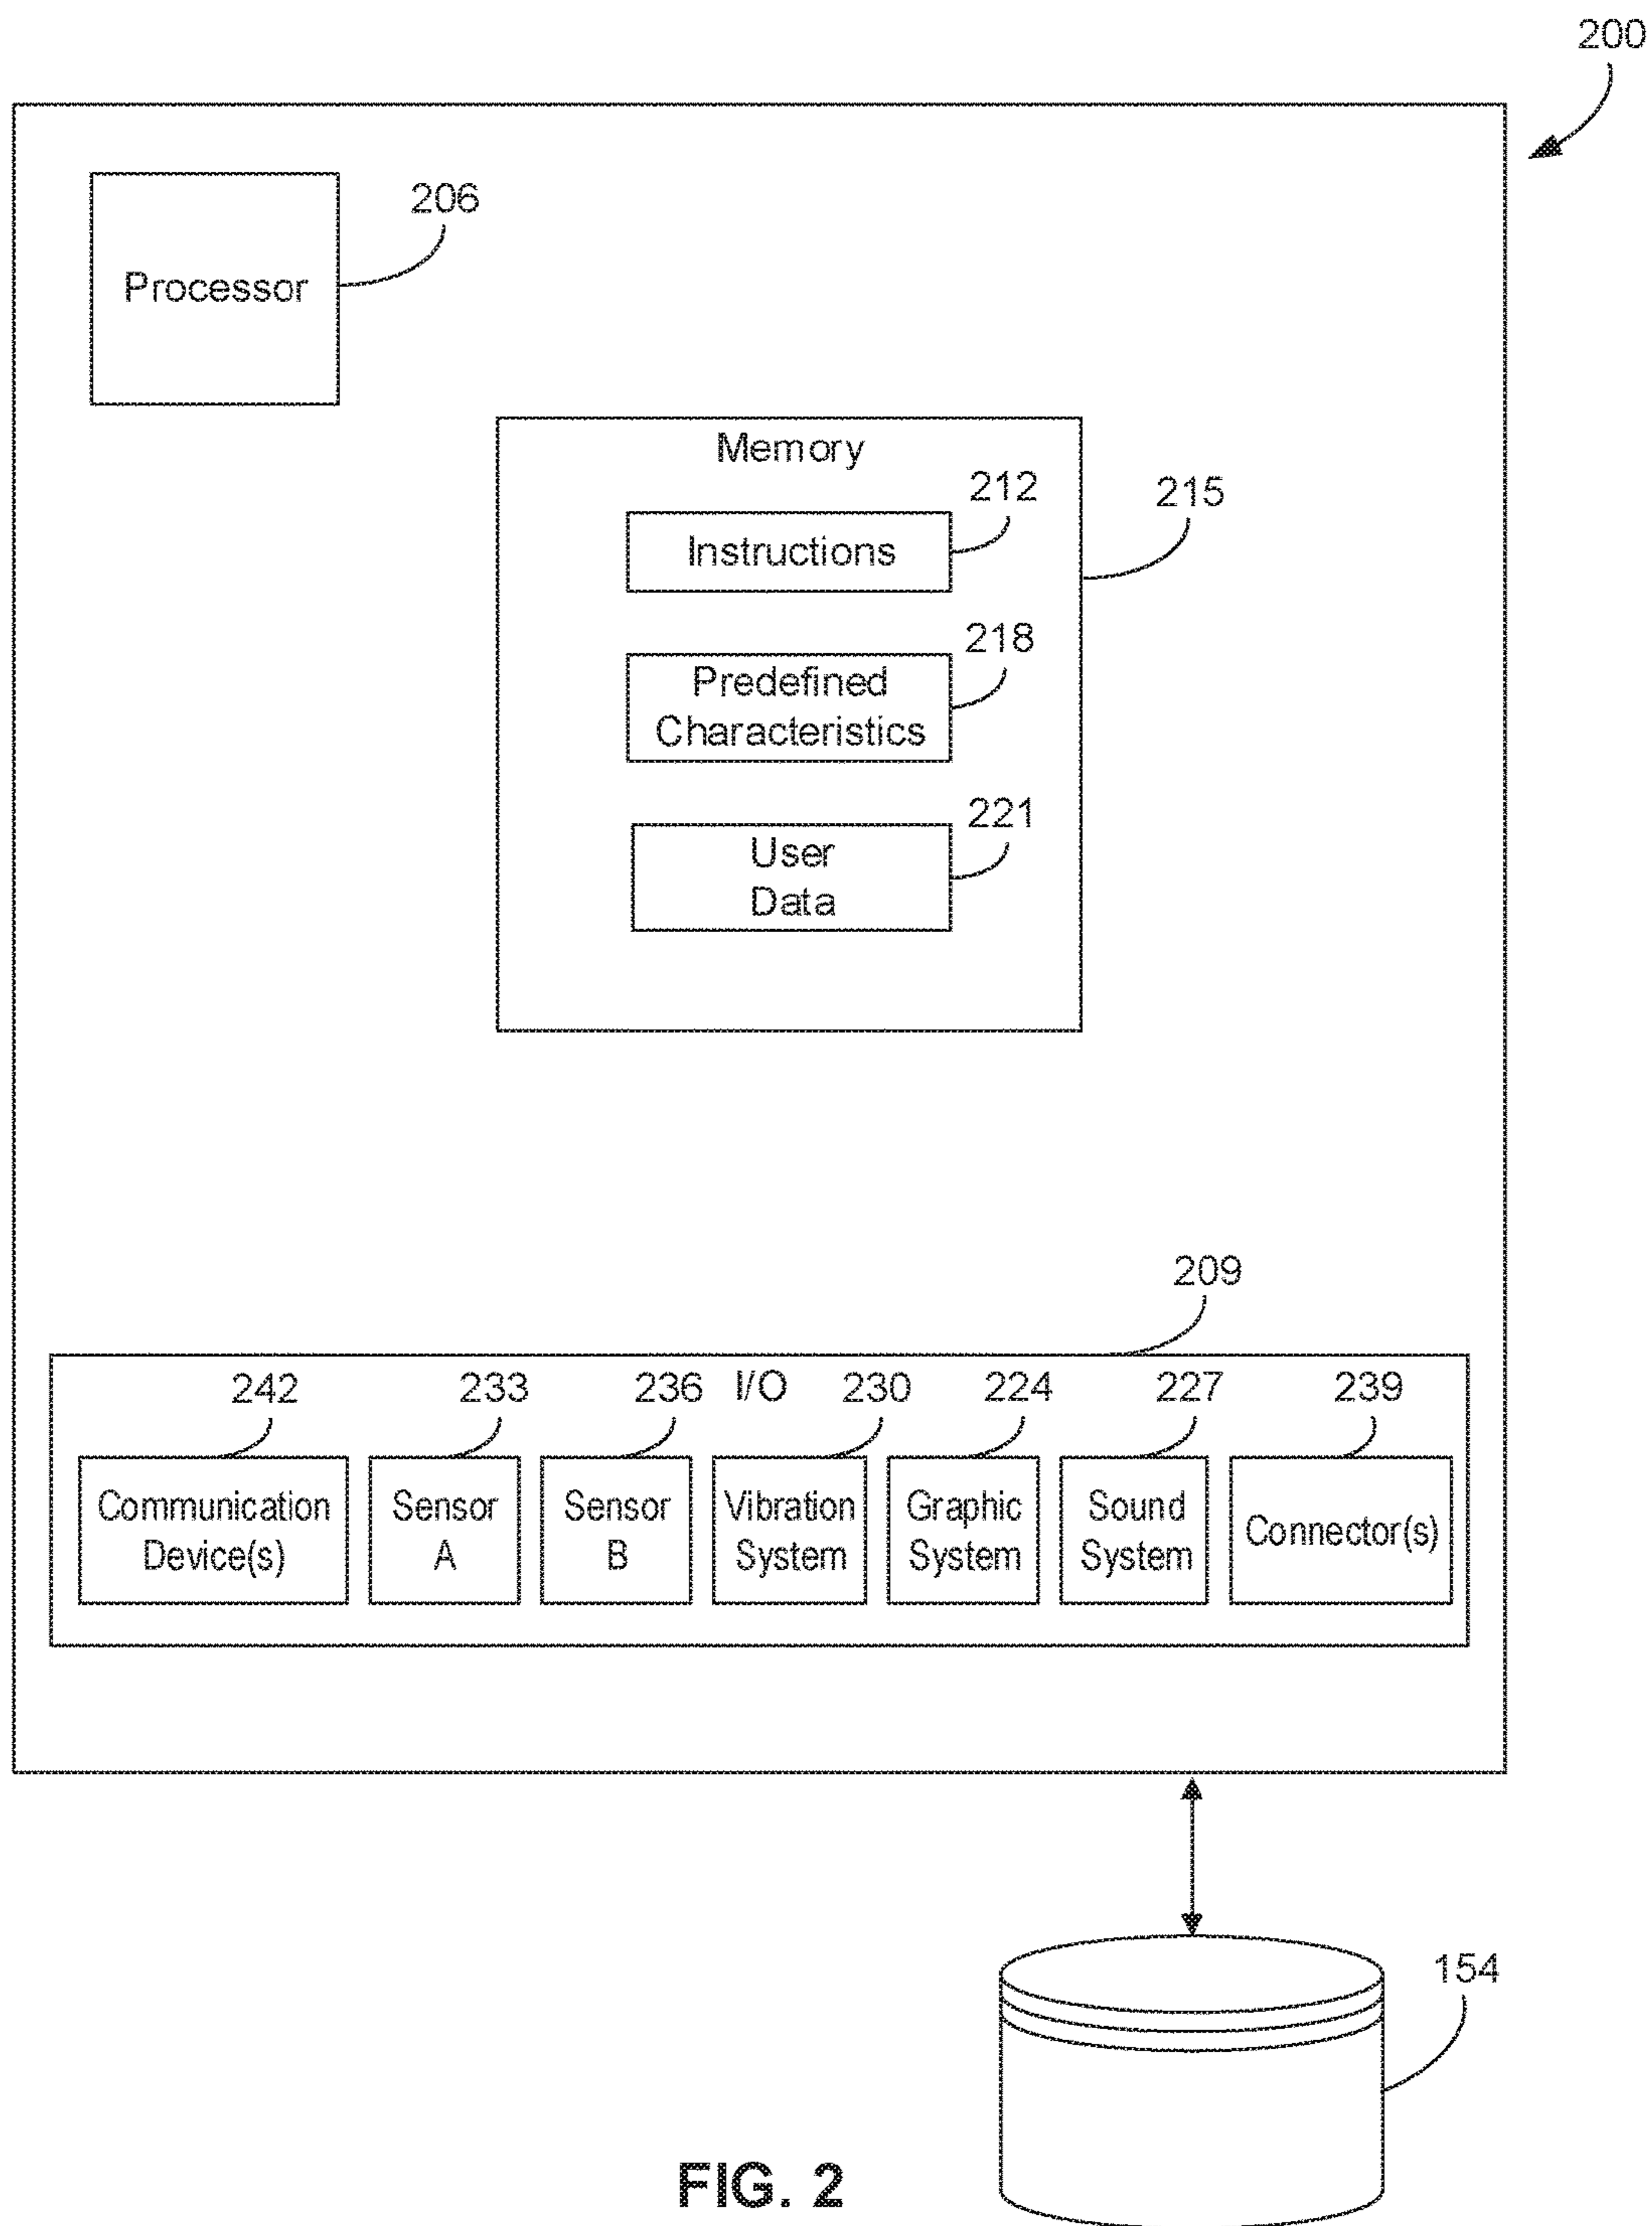 200
206
Processor
Memory
212
215
Instructions
218
Predefined
Characteristics
221
User
Data
209
242 233 236 I/O 230 224 227 239
Communication
Device(s)
Sensor
A
Sensor
B
Vibration
System
Graphic
System
Sound
System
Connector(s)
154
FIG. 2